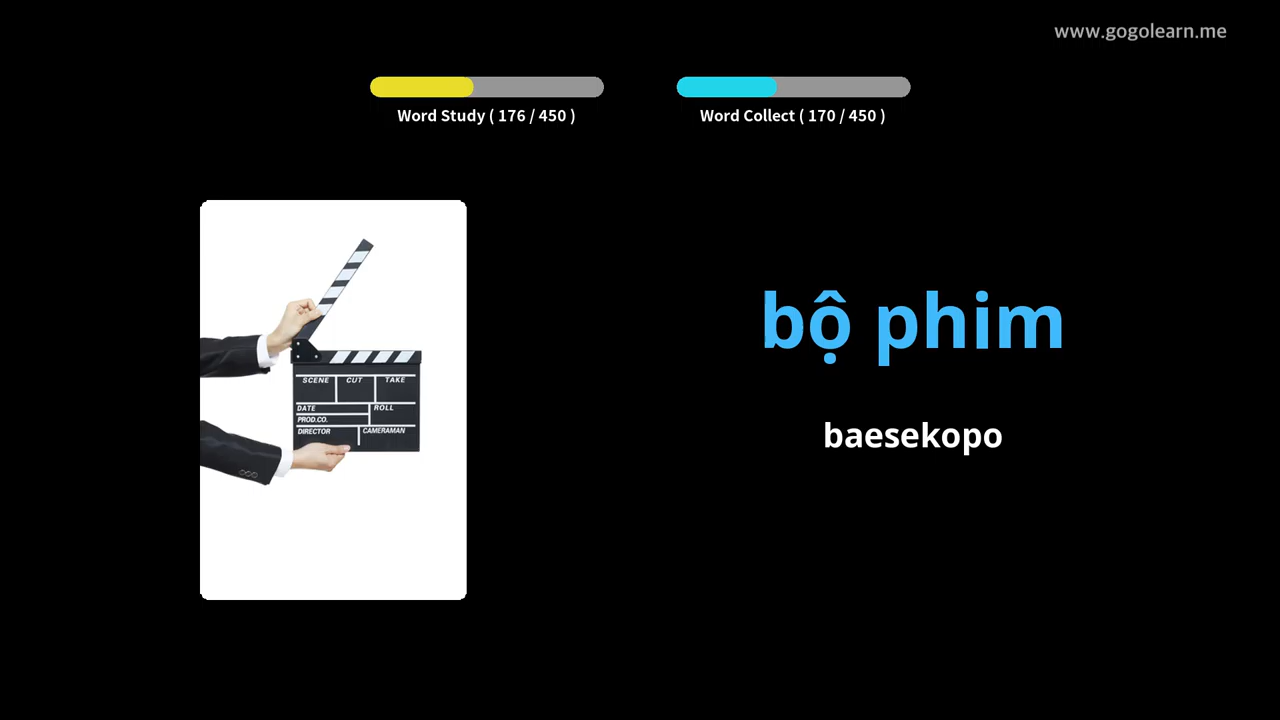 www.gogolearn.me
Word Study ( 176 / 450 )
Word Collect ( 170 / 450 )
SCENE CUT TAKE
DATE ROLL
PROD.CO.
DIRECTOR CAMERAMAN
bộ phim
baesekopo